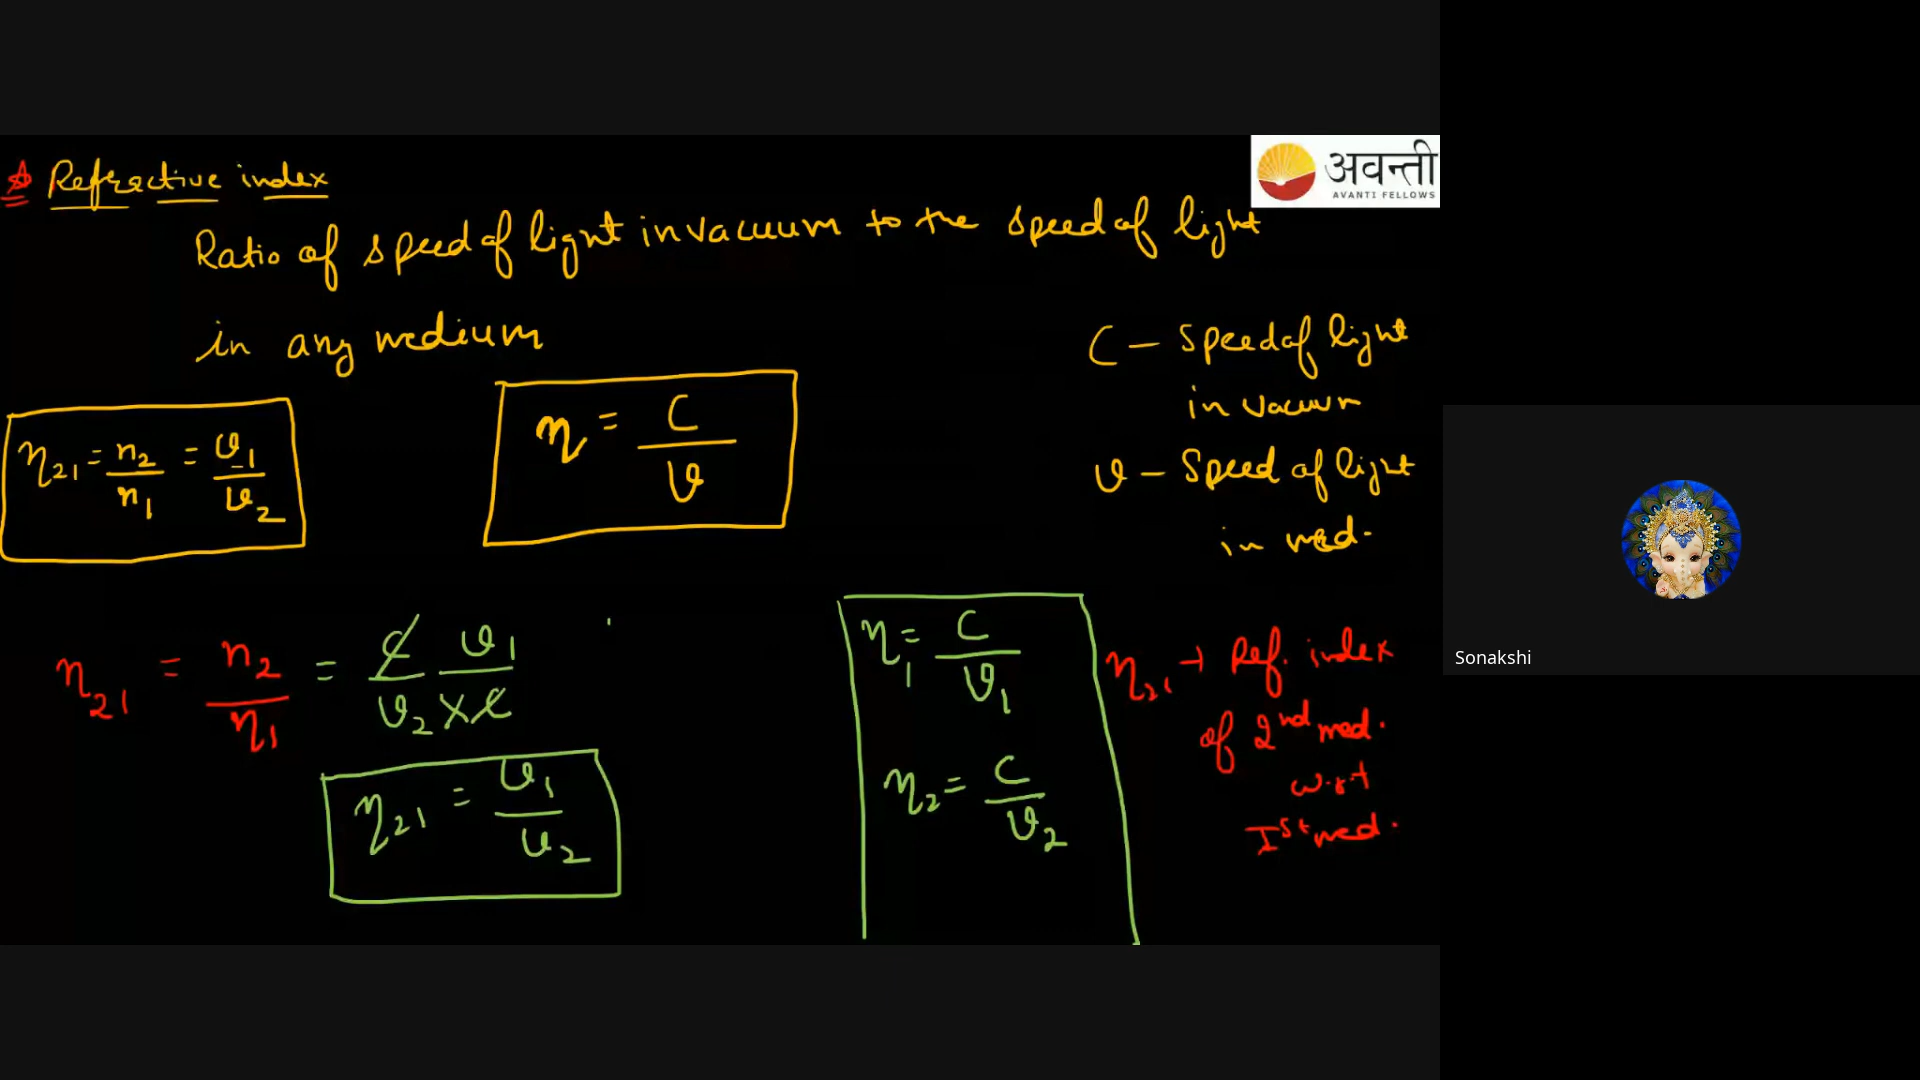 Refractive index
अवन्ती
AVANTI FELLOWS
Ratio of speed of light in vacuum to the speed of light
in any medium
C – Speed of light
in vacuum
v – Speed of light
in med.
η21 = n2/n1 = v1/v2
η = C/v
η21 = n2/η1 = C/v2 × v1/C
η21 = v1/v2
η1 = C/v1
η2 = C/v2
η21 → Ref. index
of 2nd med.
w.r.t
Ist med.
Sonakshi